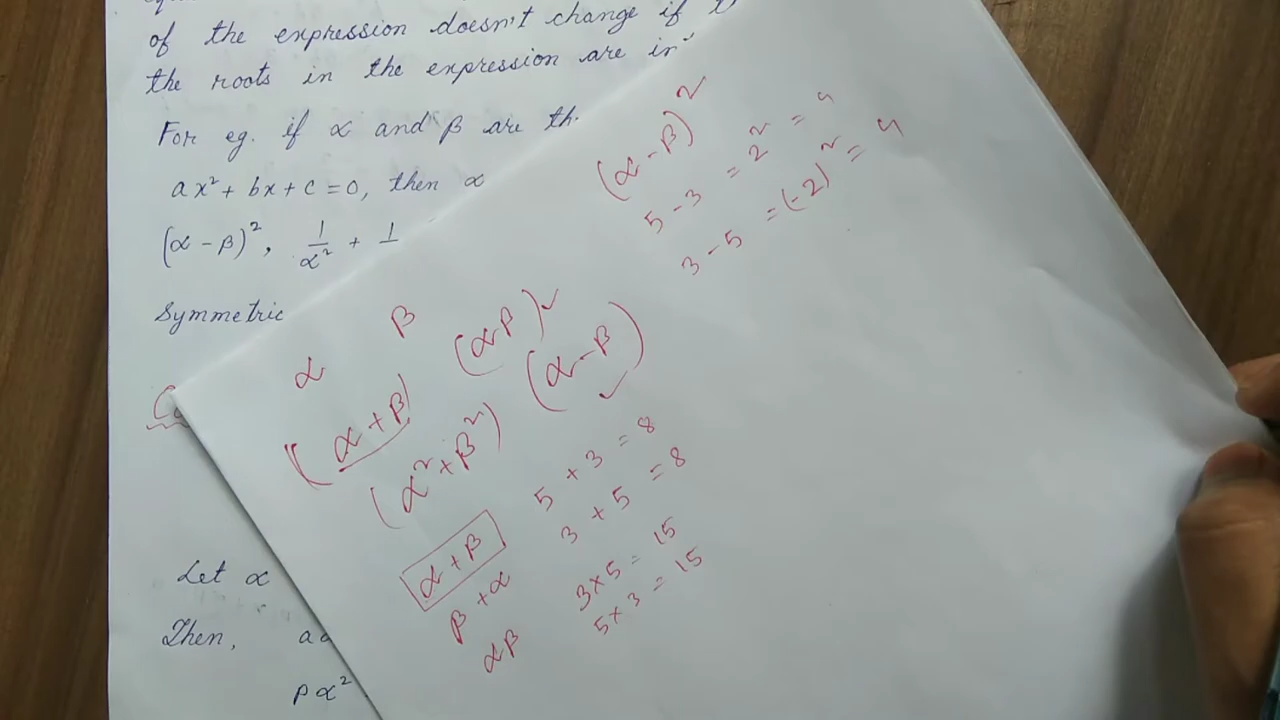 of the expression doesn't change if
the roots in the expression are
For eg. if α and β are
ax² + bx + c = 0, then α
(α - β)², 1/α² + 1
Symmetric
Let α
Then, a
pα²
(α - β)²
5 - 3 = 2² = 4
3 - 5 = (-2)² = 4
α β
(α + β) (αβ)
(α² + β²) (α - β)
5 + 3 = 8
3 + 5 = 8
α + β
β + α
αβ
3 × 5 = 15
5 × 3 = 15